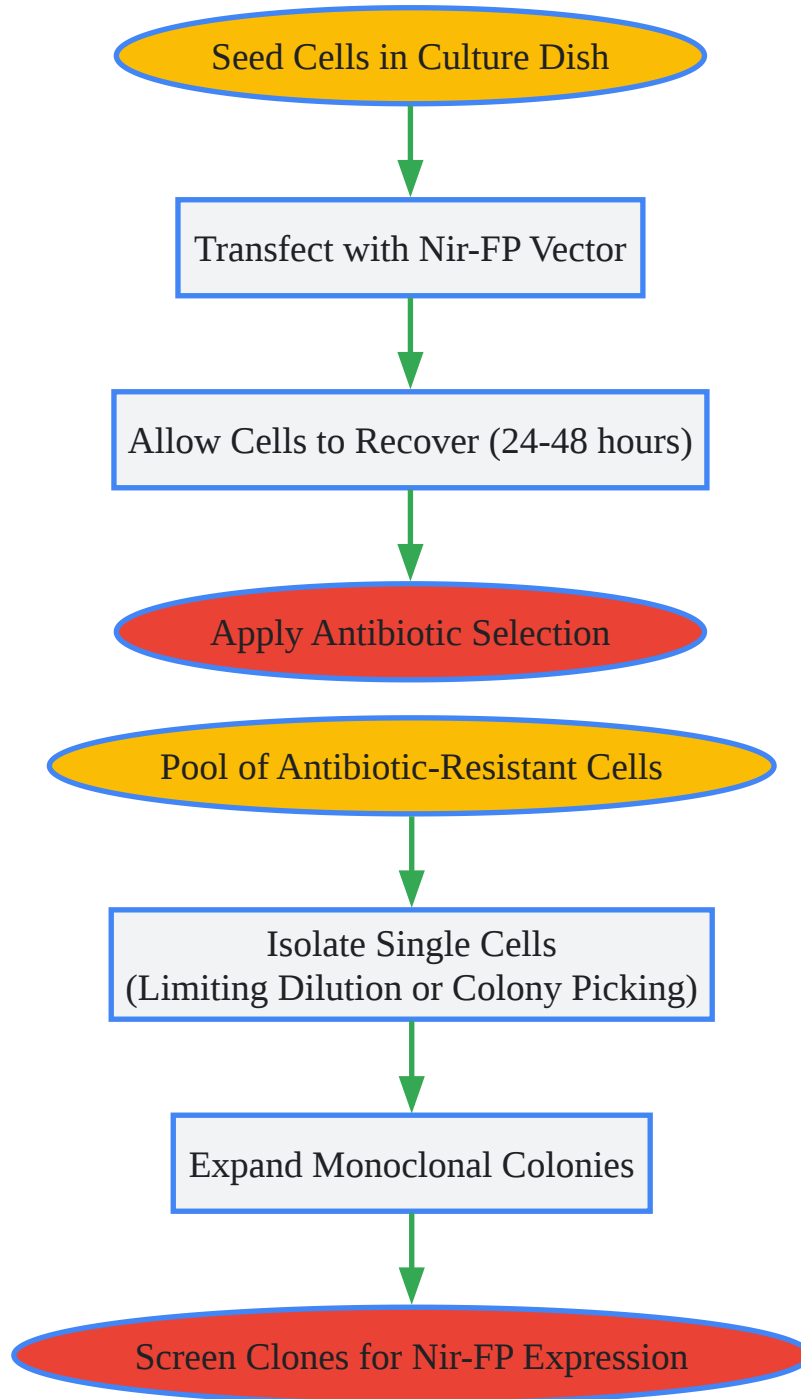 Seed Cells in Culture Dish
Transfect with Nir-FP Vector
Allow Cells to Recover (24-48 hours)
Apply Antibiotic Selection
Pool of Antibiotic-Resistant Cells
Isolate Single Cells
(Limiting Dilution or Colony Picking)
Expand Monoclonal Colonies
Screen Clones for Nir-FP Expression